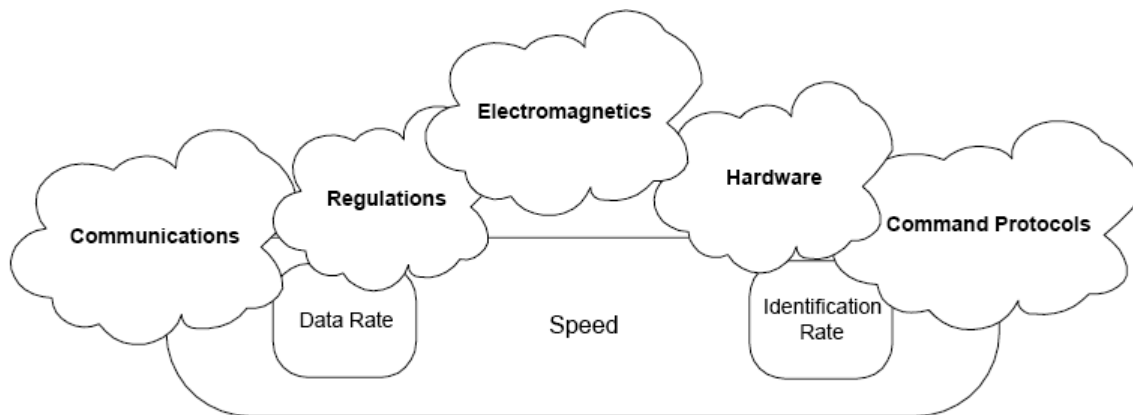 Electromagnetics
Hardware
Regulations
Command Protocols
Communications
Data Rate
Speed
Identification
Rate